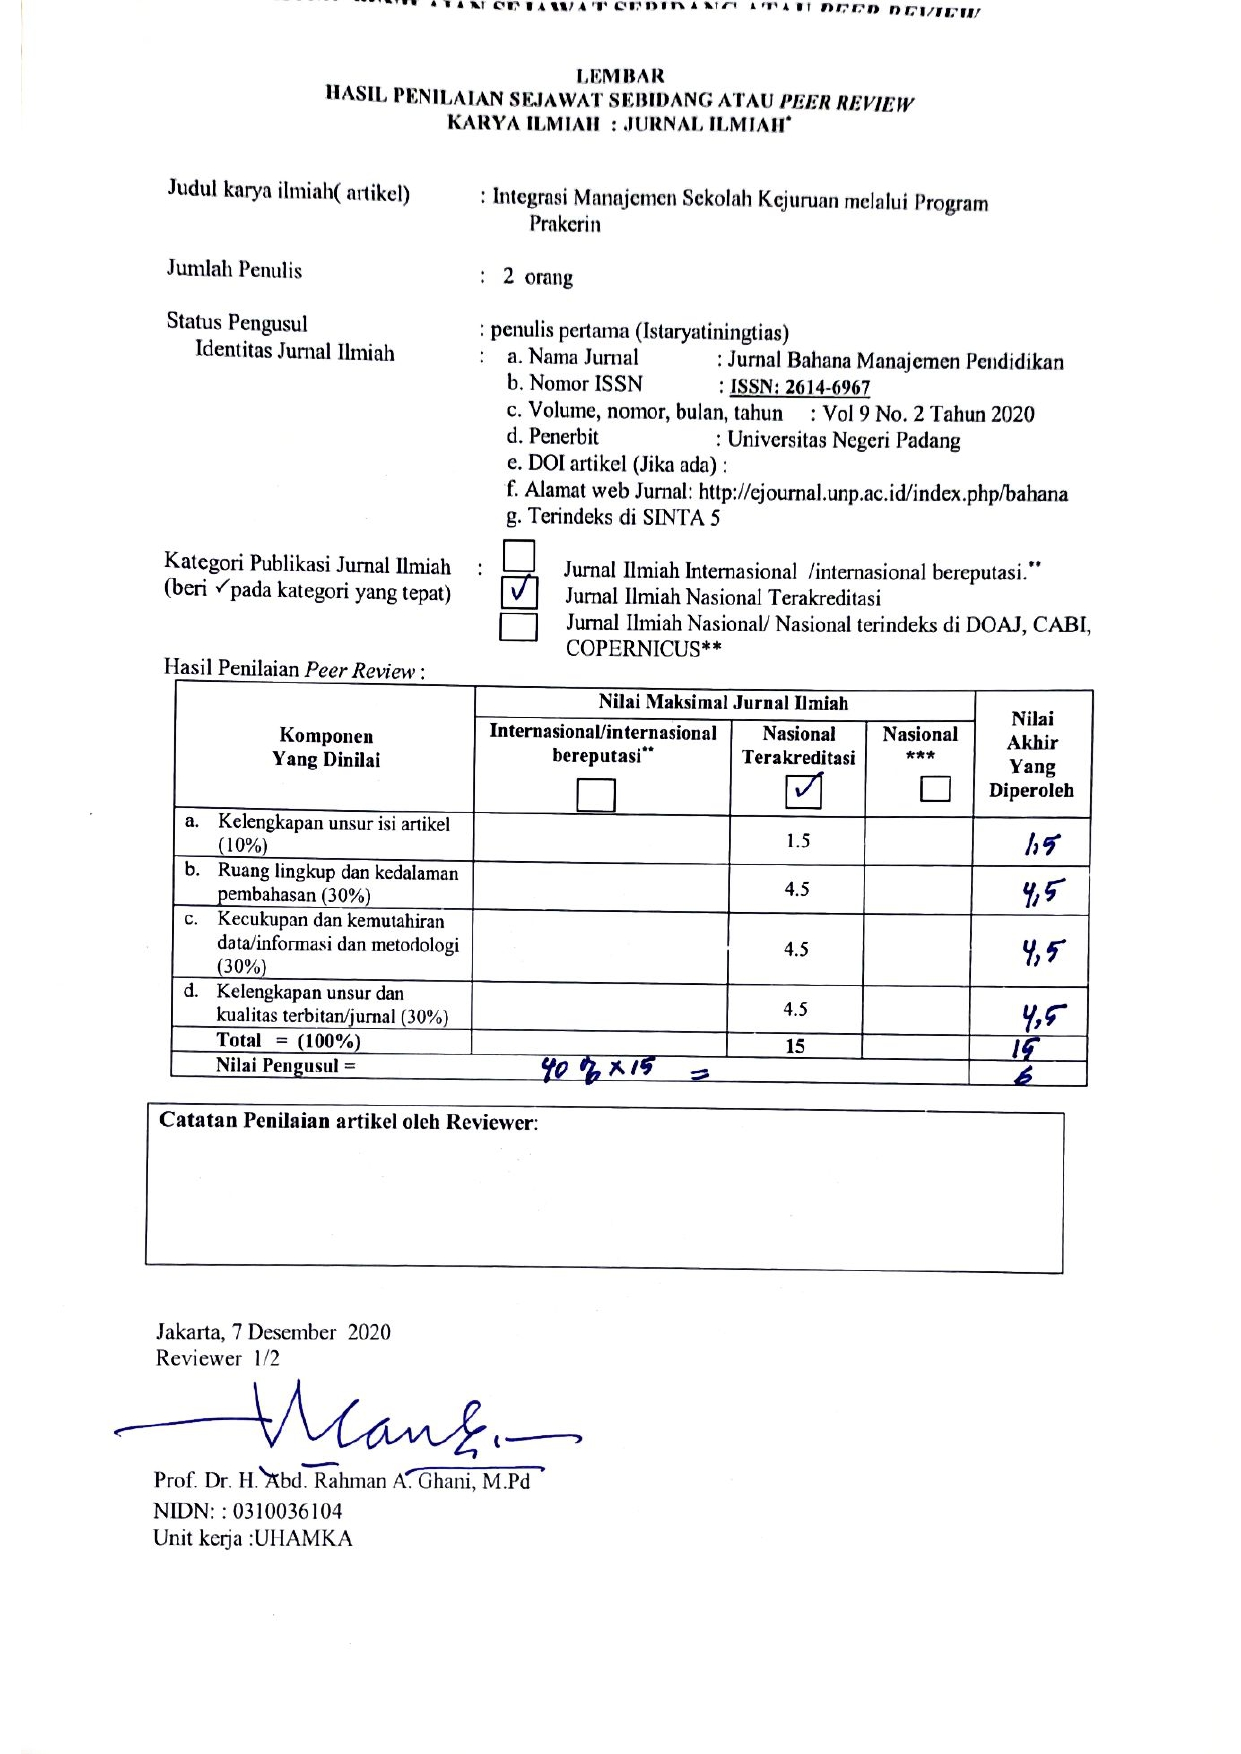 LEMBAR
HASIL PENILAIAN SEJAWAT SEBIDANG ATAU PEER REVIEW
KARYA ILMIAH : JURNAL ILMIAH*
Judul karya ilmiah( artikel) : Integrasi Manajemen Sekolah Kejuruan melalui Program
Prakerin
Jumlah Penulis : 2 orang
Status Pengusul : penulis pertama (Istaryatiningtias)
Identitas Jurnal Ilmiah : a. Nama Jurnal : Jurnal Bahana Manajemen Pendidikan
b. Nomor ISSN : ISSN: 2614-6967
c. Volume, nomor, bulan, tahun : Vol 9 No. 2 Tahun 2020
d. Penerbit : Universitas Negeri Padang
e. DOI artikel (Jika ada) :
f. Alamat web Jurnal: http://ejournal.unp.ac.id/index.php/bahana
g. Terindeks di SINTA 5
Kategori Publikasi Jurnal Ilmiah : Jurnal Ilmiah Internasional /internasional bereputasi.**
(beri ✓pada kategori yang tepat) ✓ Jurnal Ilmiah Nasional Terakreditasi
Jurnal Ilmiah Nasional/ Nasional terindeks di DOAJ, CABI,
COPERNICUS**
Hasil Penilaian Peer Review :
Komponen
Yang Dinilai
Nilai Maksimal Jurnal Ilmiah
Internasional/internasional
bereputasi**
Nasional
Terakreditasi
✓
Nasional
***
Nilai
Akhir
Yang
Diperoleh
a. Kelengkapan unsur isi artikel
(10%) 1.5 1,5
b. Ruang lingkup dan kedalaman
pembahasan (30%) 4.5 4,5
c. Kecukupan dan kemutahiran
data/informasi dan metodologi
(30%) 4.5 4,5
d. Kelengkapan unsur dan
kualitas terbitan/jurnal (30%) 4.5 4,5
Total = (100%) 15 15
Nilai Pengusul = 40 % x 15 = 6
Catatan Penilaian artikel oleh Reviewer:
Jakarta, 7 Desember 2020
Reviewer 1/2
Prof. Dr. H. Abd. Rahman A. Ghani, M.Pd
NIDN: : 0310036104
Unit kerja :UHAMKA